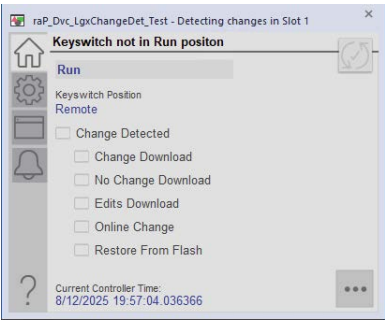 raP_Dvc_LgxChangeDet_Test - Detecting changes in Slot 1
Keyswitch not in Run positon
Run
Keyswitch Position
Remote
Change Detected
Change Download
No Change Download
Edits Download
Online Change
Restore From Flash
Current Controller Time:
8/12/2025 19:57:04.036366